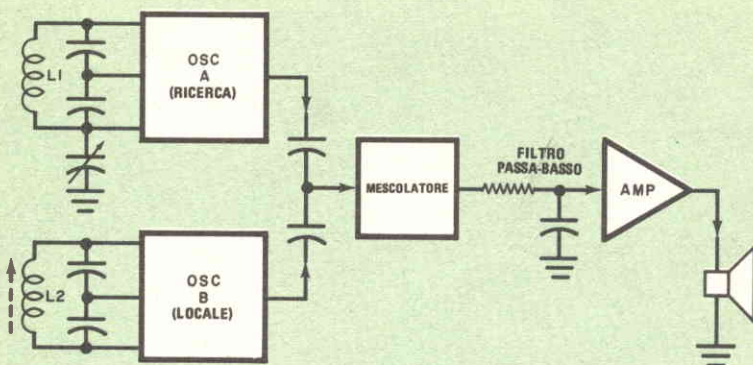 L1
OSC
A
(RICERCA)
MESCOLATORE
FILTRO
PASSA-BASSO
AMP
L2
OSC
B
(LOCALE)